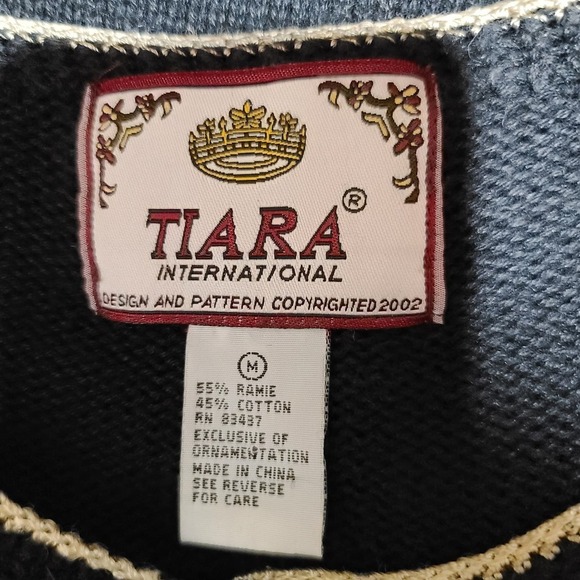 TIARA ®
INTERNATIONAL
DESIGN AND PATTERN COPYRIGHTED 2002
M
55% RAMIE
45% COTTON
RN 83437
EXCLUSIVE OF
ORNAMENTATION
MADE IN CHINA
SEE REVERSE
FOR CARE